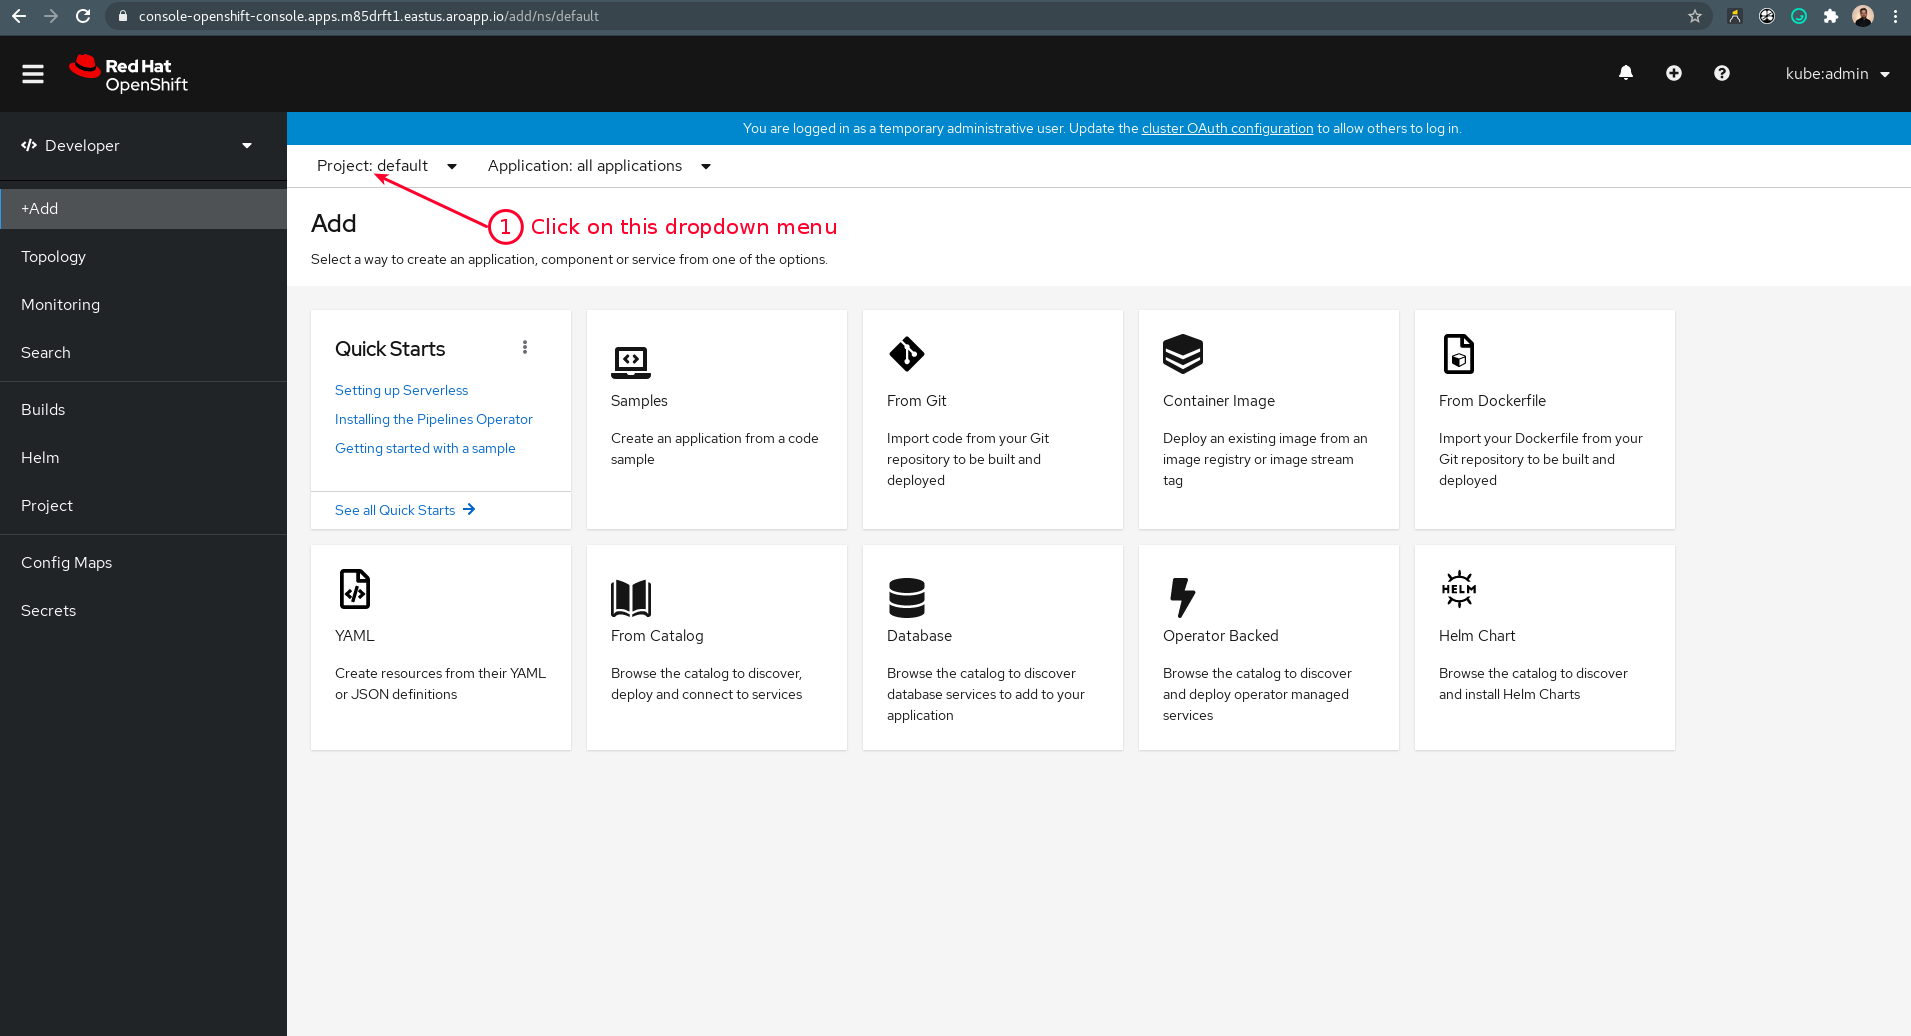 console-openshift-console.apps.m85drft1.eastus.aroapp.io/add/ns/default
Red Hat
OpenShift
kube:admin
Developer
You are logged in as a temporary administrative user. Update the cluster OAuth configuration to allow others to log in.
Project: default
Application: all applications
+Add
Topology
Monitoring
Search
Builds
Helm
Project
Config Maps
Secrets
Add
1 Click on this dropdown menu
Select a way to create an application, component or service from one of the options.
Quick Starts
Setting up Serverless
Installing the Pipelines Operator
Getting started with a sample
See all Quick Starts
Samples
Create an application from a code
sample
From Git
Import code from your Git
repository to be built and
deployed
Container Image
Deploy an existing image from an
image registry or image stream
tag
From Dockerfile
Import your Dockerfile from your
Git repository to be built and
deployed
YAML
Create resources from their YAML
or JSON definitions
From Catalog
Browse the catalog to discover,
deploy and connect to services
Database
Browse the catalog to discover
database services to add to your
application
Operator Backed
Browse the catalog to discover
and deploy operator managed
services
HELM
Helm Chart
Browse the catalog to discover
and install Helm Charts